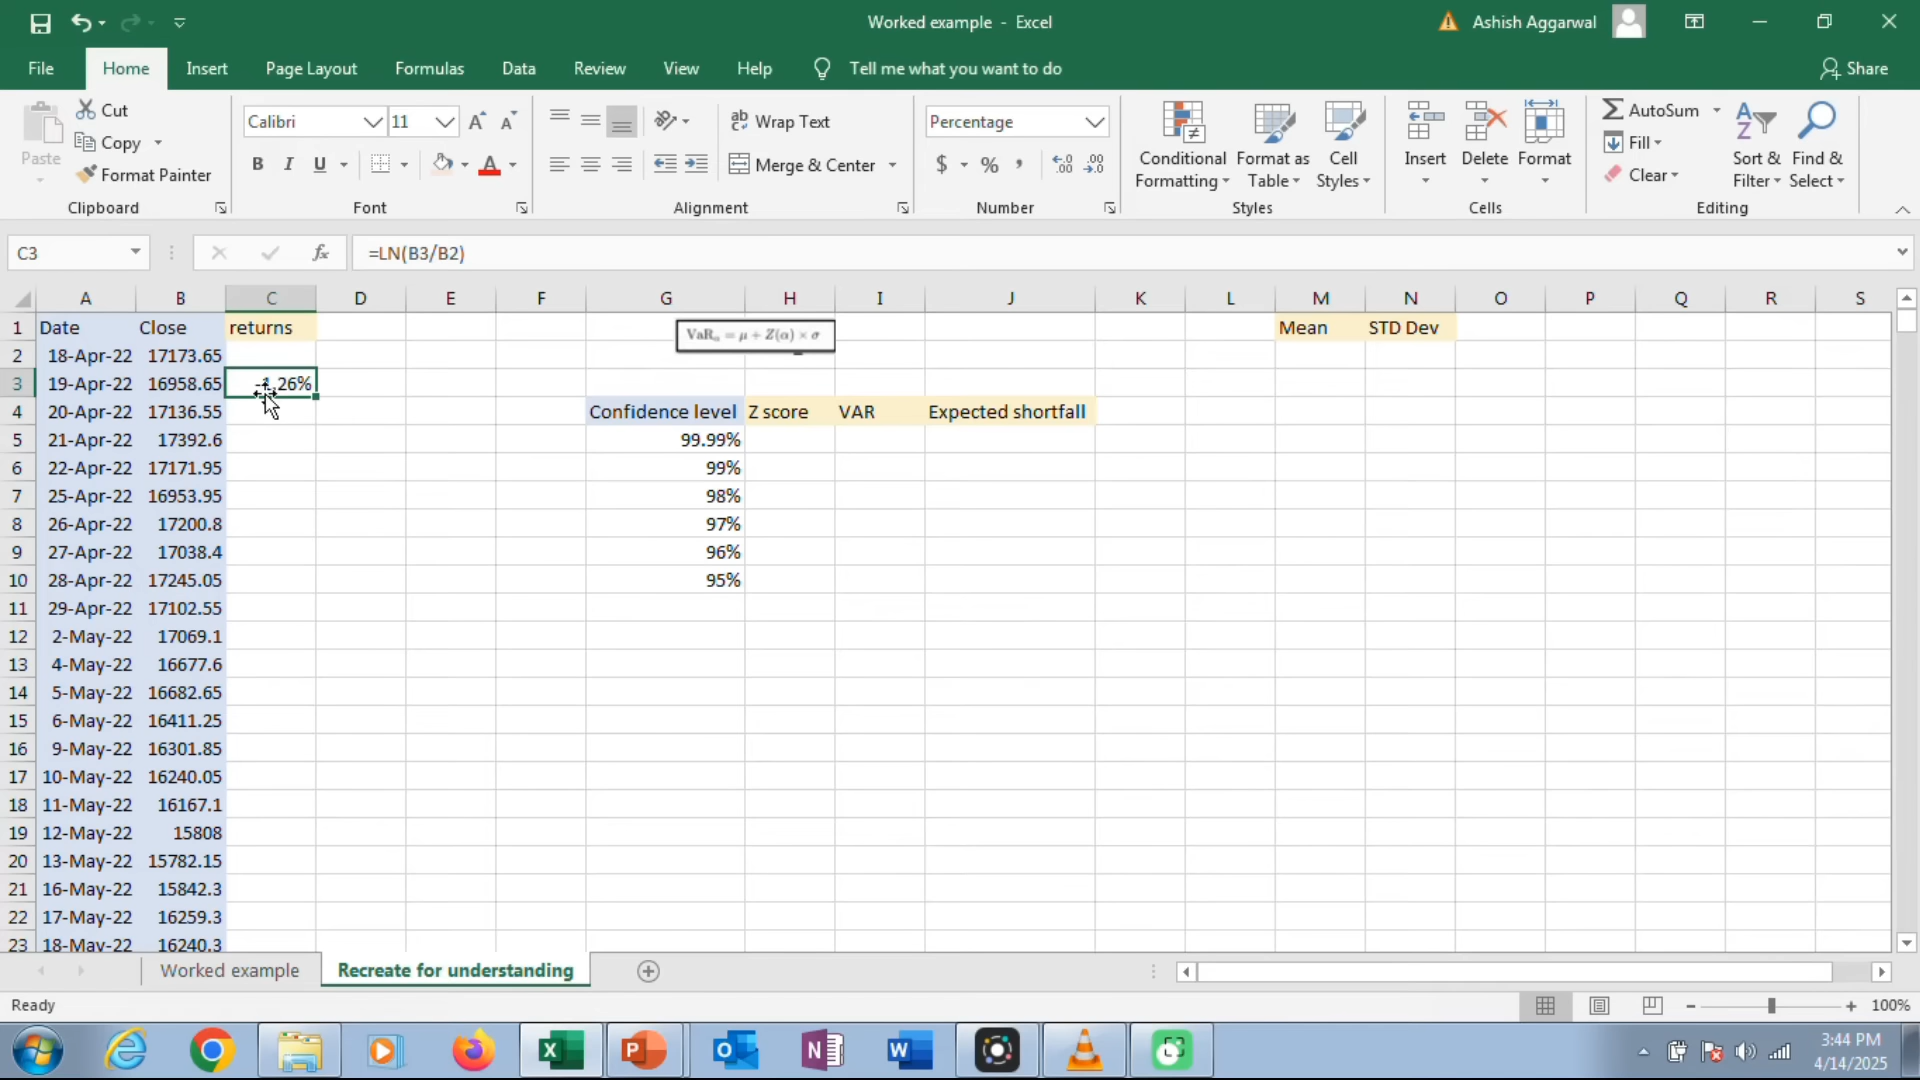 Worked example - Excel
Ashish Aggarwal
File Home Insert Page Layout Formulas Data Review View Help Tell me what you want to do Share
Paste
Cut
Copy
Format Painter
Clipboard
Calibri 11
B I U
Font
Wrap Text
Merge & Center
Alignment
Percentage
$ % ,
Number
Conditional Formatting
Format as Table
Cell Styles
Styles
Insert Delete Format
Cells
AutoSum
Fill
Clear
Sort & Filter
Find & Select
Editing
C3 fx =LN(B3/B2)
A B C D E F G H I J K L M N O P Q R S
1 Date Close returns VaRα = μ + Z(α) × σ Mean STD Dev
2 18-Apr-22 17173.65
3 19-Apr-22 16958.65 -1.26%
4 20-Apr-22 17136.55 Confidence level Z score VAR Expected shortfall
5 21-Apr-22 17392.6 99.99%
6 22-Apr-22 17171.95 99%
7 25-Apr-22 16953.95 98%
8 26-Apr-22 17200.8 97%
9 27-Apr-22 17038.4 96%
10 28-Apr-22 17245.05 95%
11 29-Apr-22 17102.55
12 2-May-22 17069.1
13 4-May-22 16677.6
14 5-May-22 16682.65
15 6-May-22 16411.25
16 9-May-22 16301.85
17 10-May-22 16240.05
18 11-May-22 16167.1
19 12-May-22 15808
20 13-May-22 15782.15
21 16-May-22 15842.3
22 17-May-22 16259.3
23 18-May-22 16240.3
Worked example Recreate for understanding
Ready 100%
3:44 PM
4/14/2025